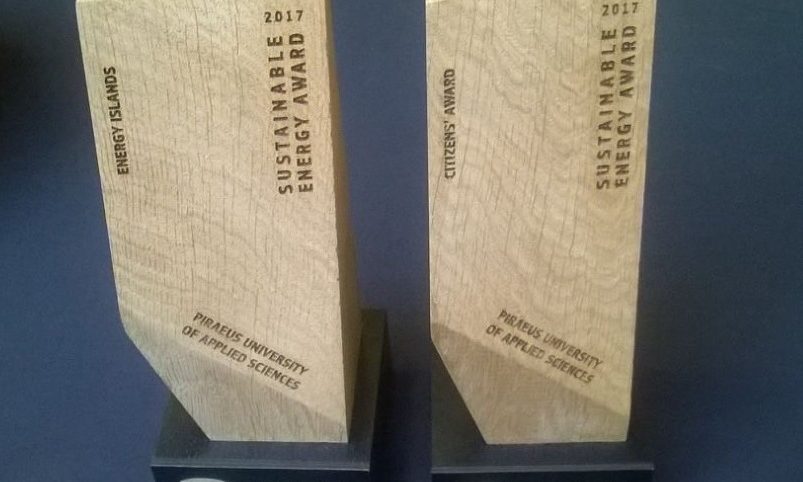 ENERGY ISLANDS
2017
SUSTAINABLE
ENERGY AWARD
PIRAEUS UNIVERSITY
OF APPLIED SCIENCES
CITIZENS' AWARD
2017
SUSTAINABLE
ENERGY AWARD
PIRAEUS UNIVERSITY
OF APPLIED SCIENCES